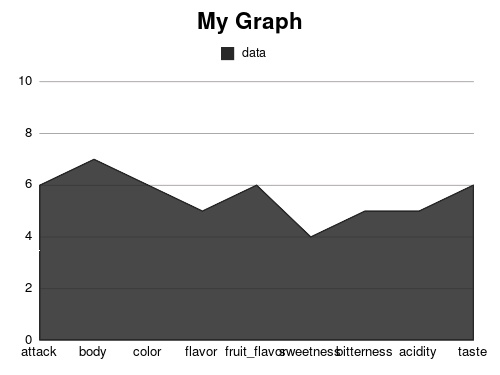 My Graph
data
10
8
6
4
2
0
attack body color flavor fruit_flavor sweetness bitterness acidity taste